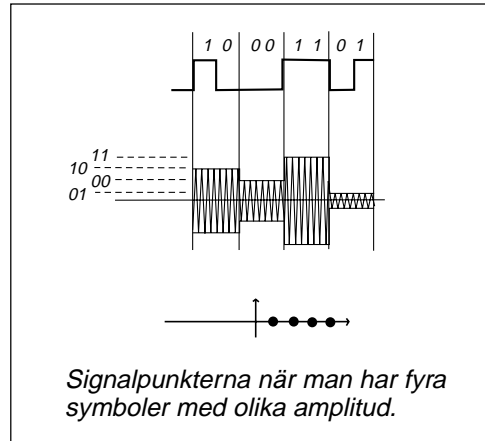 1 0 0 0 1 1 0 1
11
10
00
01
Signalpunkterna när man har fyra
symboler med olika amplitud.